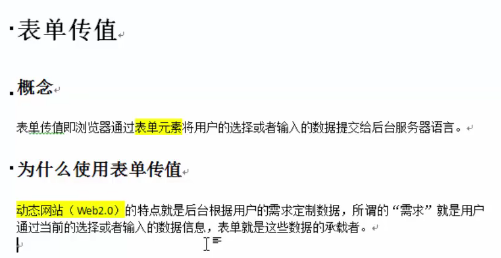 表单传值
概念
表单传值即浏览器通过表单元素将用户的选择或者输入的数据提交给后台服务器语言。
为什么使用表单传值
动态网站（Web2.0）的特点就是后台根据用户的需求定制数据，所谓的“需求”就是用户
通过当前的选择或者输入的数据信息，表单就是这些数据的承载者。